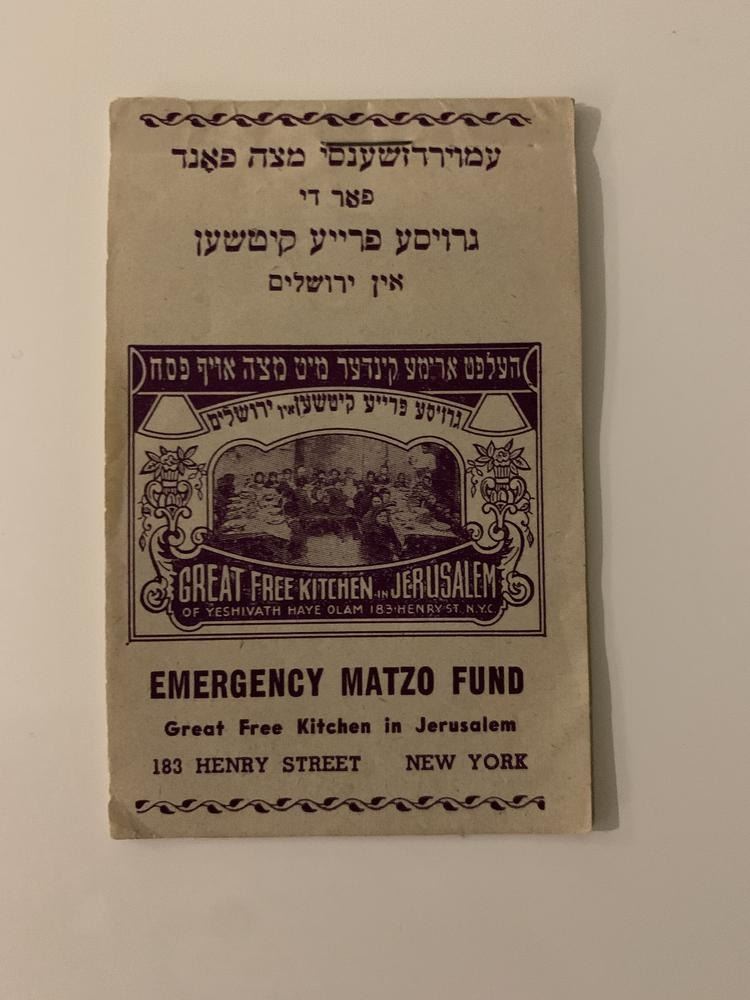 עמוירדזשענסי מצה פאָנד
פאר די
גרויסע פרייע קיטשען
אין ירושלים
העלפט ארימע קינדער מיט מצה אויף פסח
גרויסע פרייע קיטשען אין ירושלים
GREAT FREE KITCHEN IN JERUSALEM
OF YESHIVATH HAYE OLAM 183 HENRY ST. N.Y.C.
EMERGENCY MATZO FUND
Great Free Kitchen in Jerusalem
183 HENRY STREET NEW YORK